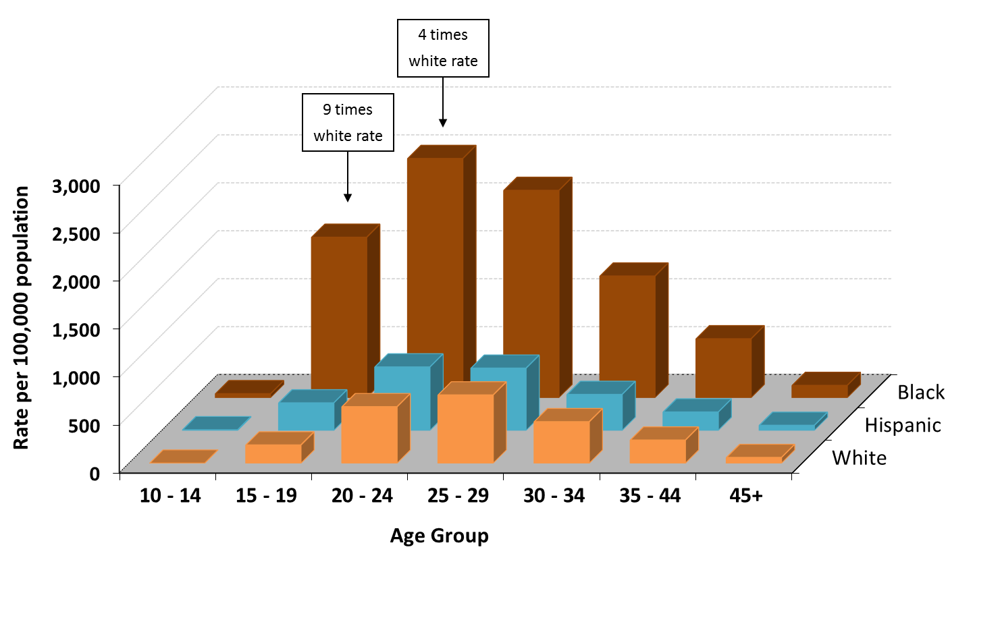 4 times
white rate
9 times
white rate
Rate per 100,000 population
3,000
2,500
2,000
1,500
1,000
500
0
Black
Hispanic
White
10 - 14
15 - 19
20 - 24
25 - 29
30 - 34
35 - 44
45+
Age Group